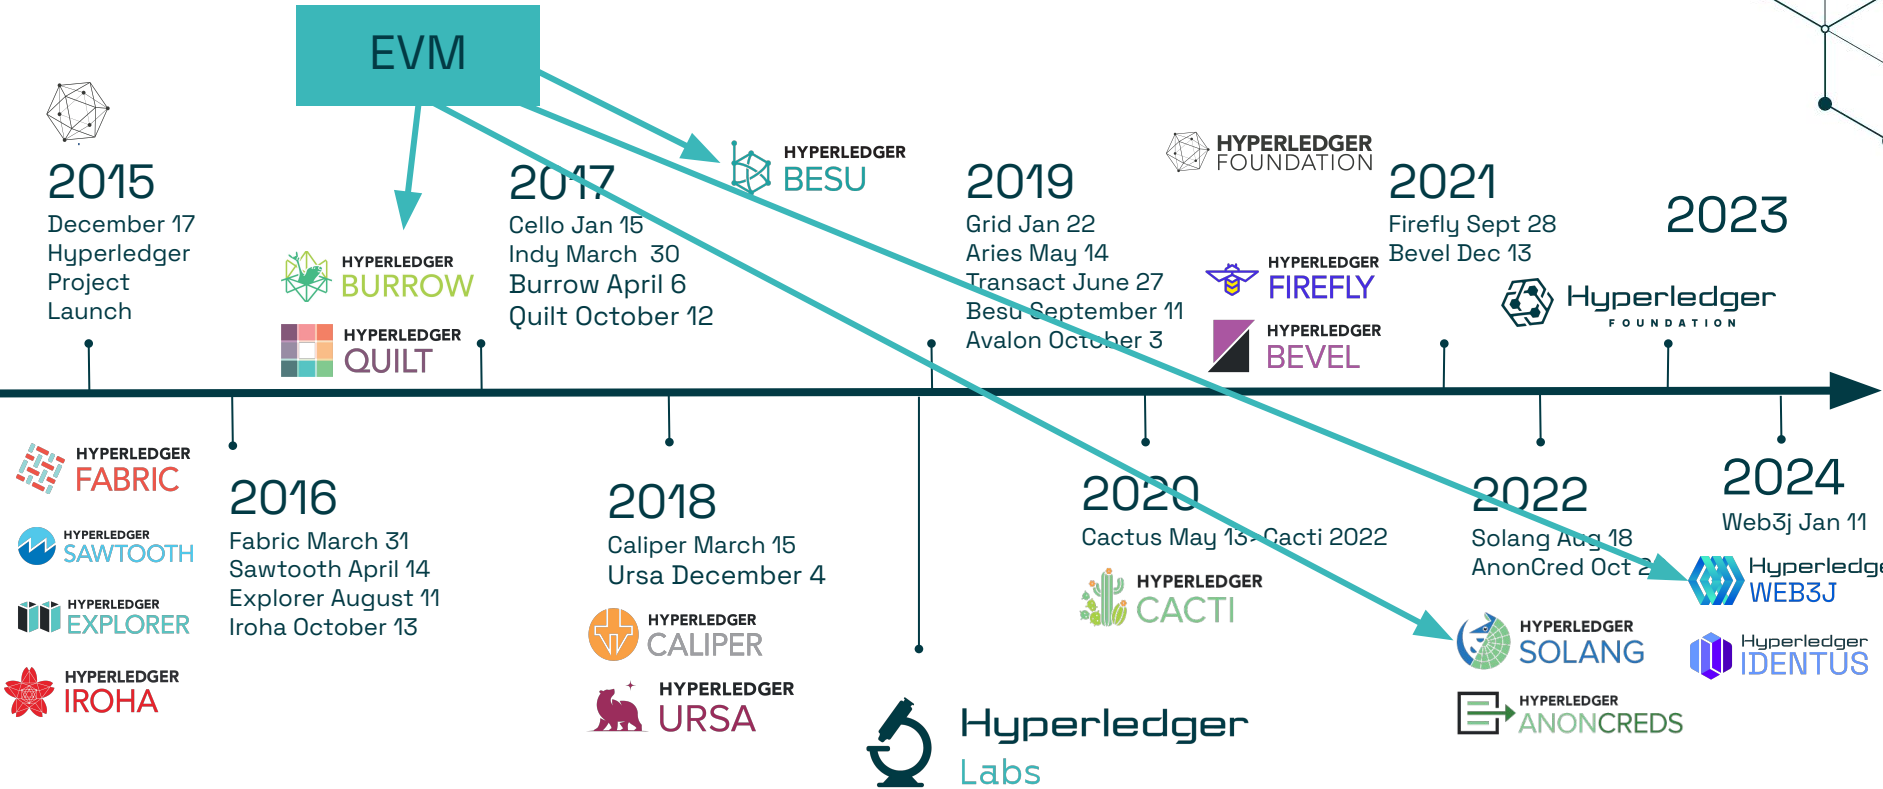 EVM
2015
December 17
Hyperledger
Project
Launch
HYPERLEDGER
BURROW
HYPERLEDGER
QUILT
2017
Cello Jan 15
Indy March 30
Burrow April 6
Quilt October 12
HYPERLEDGER
BESU
2019
Grid Jan 22
Aries May 14
Transact June 27
Besu September 11
Avalon October 3
HYPERLEDGER
FOUNDATION
HYPERLEDGER
FIREFLY
HYPERLEDGER
BEVEL
2021
Firefly Sept 28
Bevel Dec 13
2023
Hyperledger
FOUNDATION
HYPERLEDGER
FABRIC
HYPERLEDGER
SAWTOOTH
HYPERLEDGER
EXPLORER
HYPERLEDGER
IROHA
2016
Fabric March 31
Sawtooth April 14
Explorer August 11
Iroha October 13
2018
Caliper March 15
Ursa December 4
HYPERLEDGER
CALIPER
HYPERLEDGER
URSA
Hyperledger
Labs
2020
Cactus May 13>Cacti 2022
HYPERLEDGER
CACTI
2022
Solang Aug 18
AnonCred Oct
HYPERLEDGER
SOLANG
HYPERLEDGER
ANONCREDS
2024
Web3j Jan 11
Hyperledge
WEB3J
Hyperledger
IDENTUS